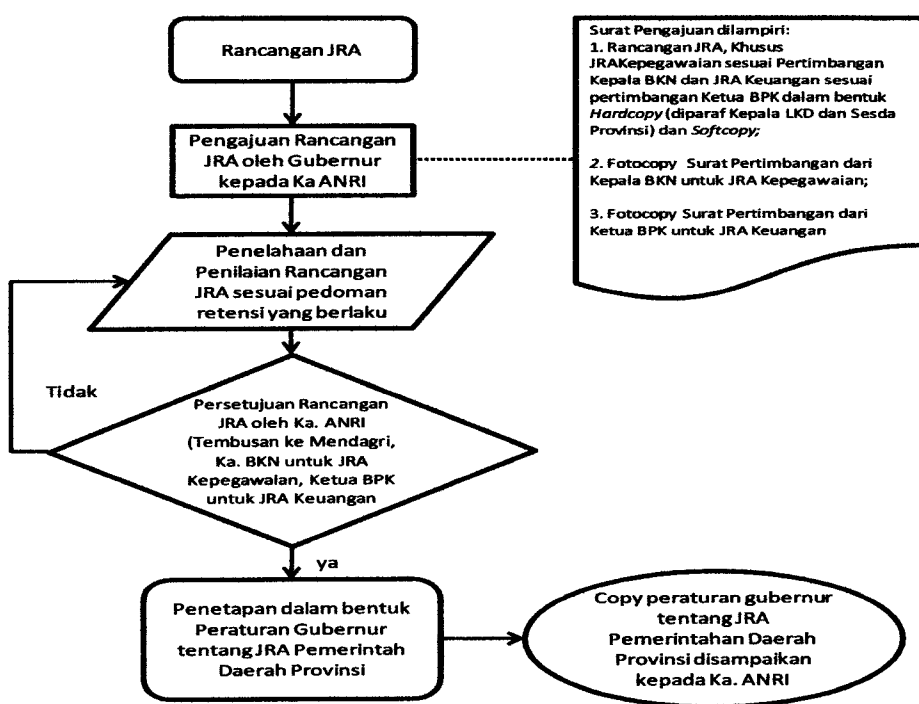 Rancangan JRA
Surat Pengajuan dilampiri:
1. Rancangan JRA, Khusus
JRAKepegawaian sesuai Pertimbangan
Kepala BKN dan JRA Keuangan sesuai
pertimbangan Ketua BPK dalam bentuk
Hardcopy (diparaf Kepala LKD dan Sesda
Provinsi) dan Softcopy;
2. Fotocopy Surat Pertimbangan dari
Kepala BKN untuk JRA Kepegawaian;
3. Fotocopy Surat Pertimbangan dari
Ketua BPK untuk JRA Keuangan
Pengajuan Rancangan
JRA oleh Gubernur
kepada Ka ANRI
Penelahaan dan
Penilaian Rancangan
JRA sesuai pedoman
retensi yang berlaku
Tidak
Persetujuan Rancangan
JRA oleh Ka. ANRI
(Tembusan ke Mendagri,
Ka. BKN untuk JRA
Kepegawaian, Ketua BPK
untuk JRA Keuangan
ya
Penetapan dalam bentuk
Peraturan Gubernur
tentang JRA Pemerintah
Daerah Provinsi
Copy peraturan gubernur
tentang JRA
Pemerintahan Daerah
Provinsi disampaikan
kepada Ka. ANRI